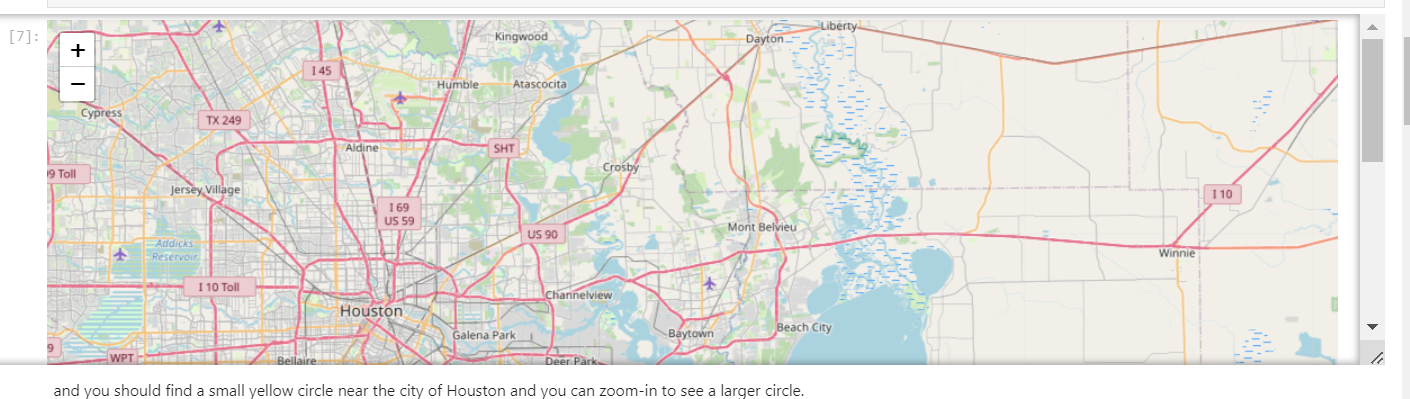 [7]:
+
−
Kingwood
Dayton
Liberty
I 45
Humble
Atascocita
Cypress
TX 249
Aldine
SHT
Crosby
9 Toll
Jersey Village
I 69
US 59
I 10
US 90
Mont Belvieu
Addicks
Reservoir
Winnie
I 10 Toll
Channelview
Houston
Galena Park
Baytown
Beach City
9
WPT
Bellaire
Deer Park
and you should find a small yellow circle near the city of Houston and you can zoom-in to see a larger circle.